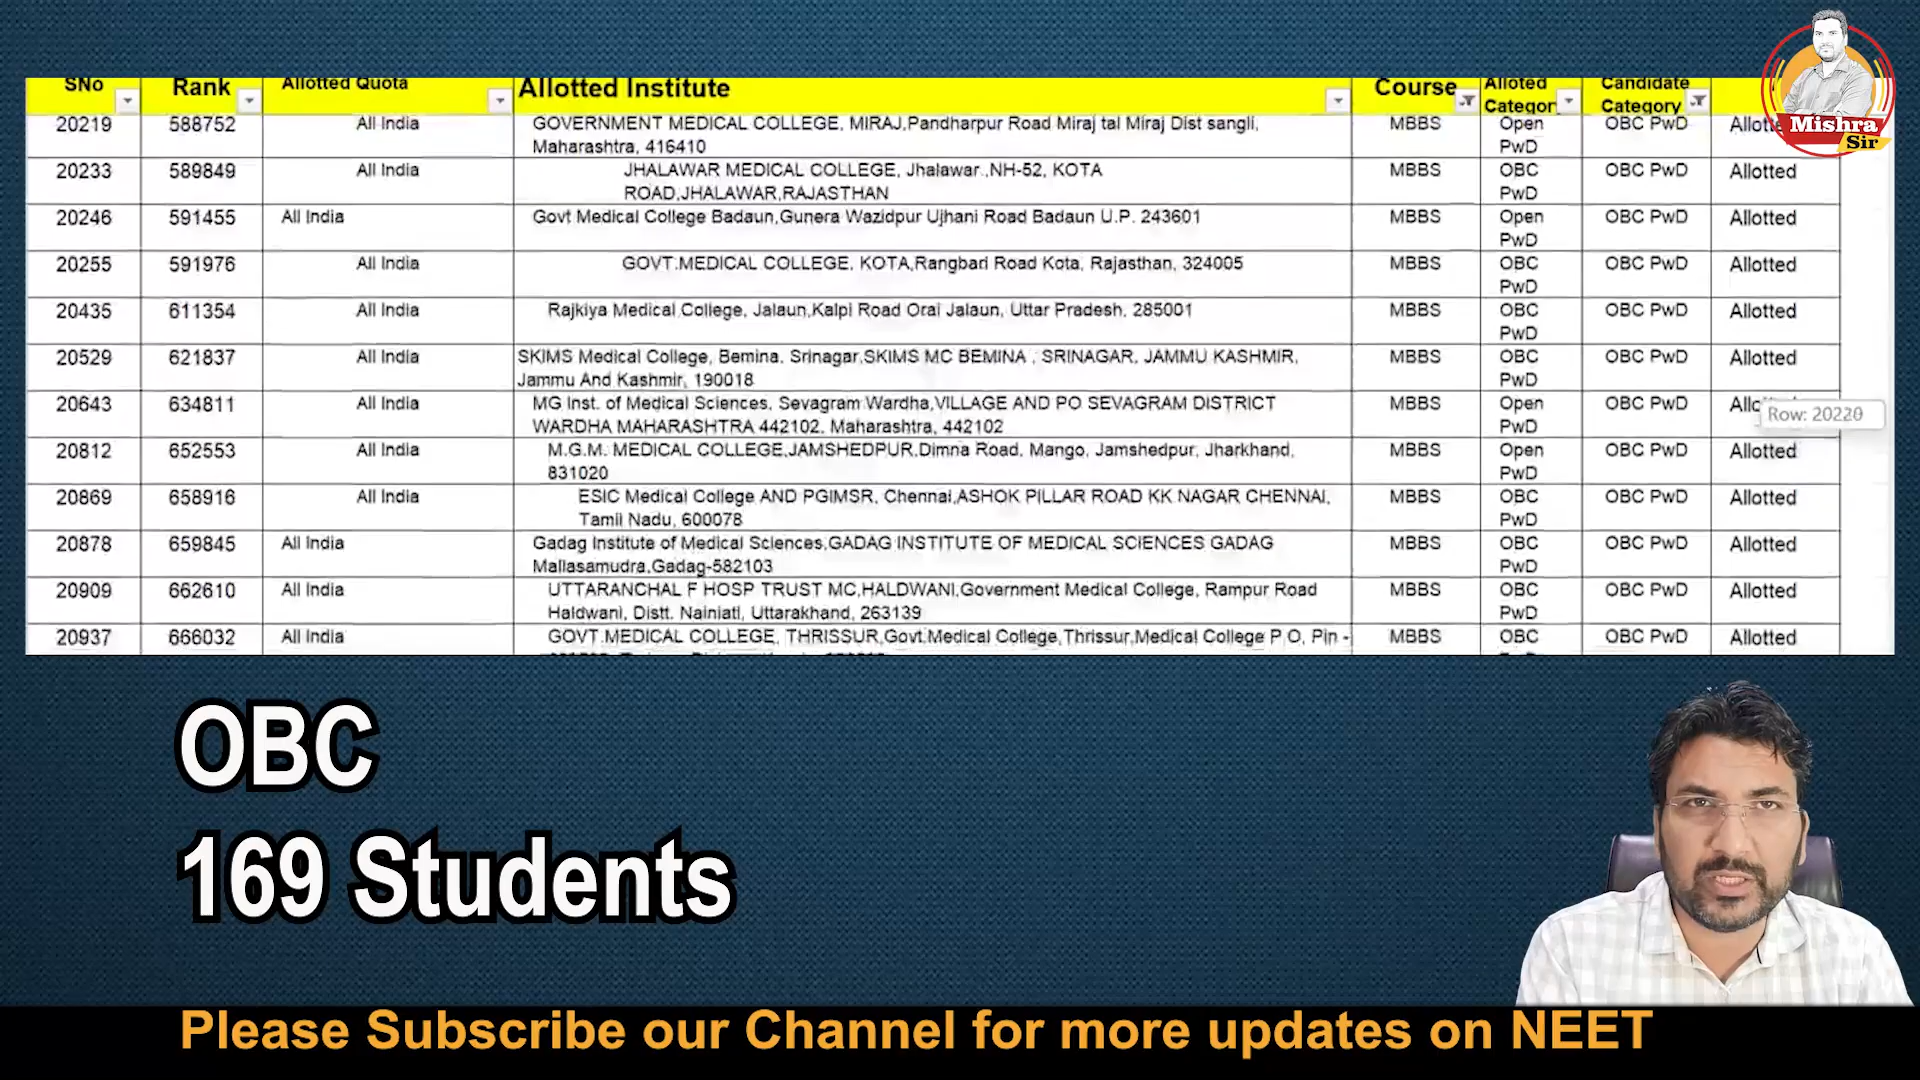 SNo Rank Allotted Quota Allotted Institute Course Alloted Category Candidate Category
20219 588752 All India GOVERNMENT MEDICAL COLLEGE, MIRAJ,Pandharpur Road Miraj tal Miraj Dist sangli, MBBS Open OBC PwD
Maharashtra, 416410 PwD
20233 589849 All India JHALAWAR MEDICAL COLLEGE, Jhalawar.,NH-52, KOTA MBBS OBC OBC PwD Allotted
ROAD,JHALAWAR,RAJASTHAN PwD
20246 591455 All India Govt Medical College Badaun,Gunera Wazidpur Ujhani Road Badaun U.P. 243601 MBBS Open OBC PwD Allotted
PwD
20255 591976 All India GOVT.MEDICAL COLLEGE, KOTA,Rangbari Road Kota, Rajasthan, 324005 MBBS OBC OBC PwD Allotted
PwD
20435 611354 All India Rajkiya Medical College, Jalaun,Kalpi Road Orai Jalaun, Uttar Pradesh, 285001 MBBS OBC OBC PwD Allotted
PwD
20529 621837 All India SKIMS Medical College, Bemina, Srinagar,SKIMS MC BEMINA , SRINAGAR, JAMMU KASHMIR, MBBS OBC OBC PwD Allotted
Jammu And Kashmir, 190018 PwD
20643 634811 All India MG Inst. of Medical Sciences, Sevagram Wardha,VILLAGE AND PO SEVAGRAM DISTRICT MBBS Open OBC PwD
WARDHA MAHARASHTRA 442102, Maharashtra, 442102 PwD
Row: 20220
20812 652553 All India M.G.M. MEDICAL COLLEGE,JAMSHEDPUR,Dimna Road, Mango, Jamshedpur, Jharkhand, MBBS Open OBC PwD Allotted
831020 PwD
20869 658916 All India ESIC Medical College AND PGIMSR, Chennai,ASHOK PILLAR ROAD KK NAGAR CHENNAI, MBBS OBC OBC PwD Allotted
Tamil Nadu, 600078 PwD
20878 659845 All India Gadag Institute of Medical Sciences,GADAG INSTITUTE OF MEDICAL SCIENCES GADAG MBBS OBC OBC PwD Allotted
Mallasamudra,Gadag-582103 PwD
20909 662610 All India UTTARANCHAL F HOSP TRUST MC,HALDWANI,Government Medical College, Rampur Road MBBS OBC OBC PwD Allotted
Haldwani, Distt. Nainiatl, Uttarakhand, 263139 PwD
20937 666032 All India GOVT.MEDICAL COLLEGE, THRISSUR,Govt.Medical College,Thrissur,Medical College P.O, Pin - MBBS OBC OBC PwD Allotted
Mishra
Sir
OBC
169 Students
Please Subscribe our Channel for more updates on NEET